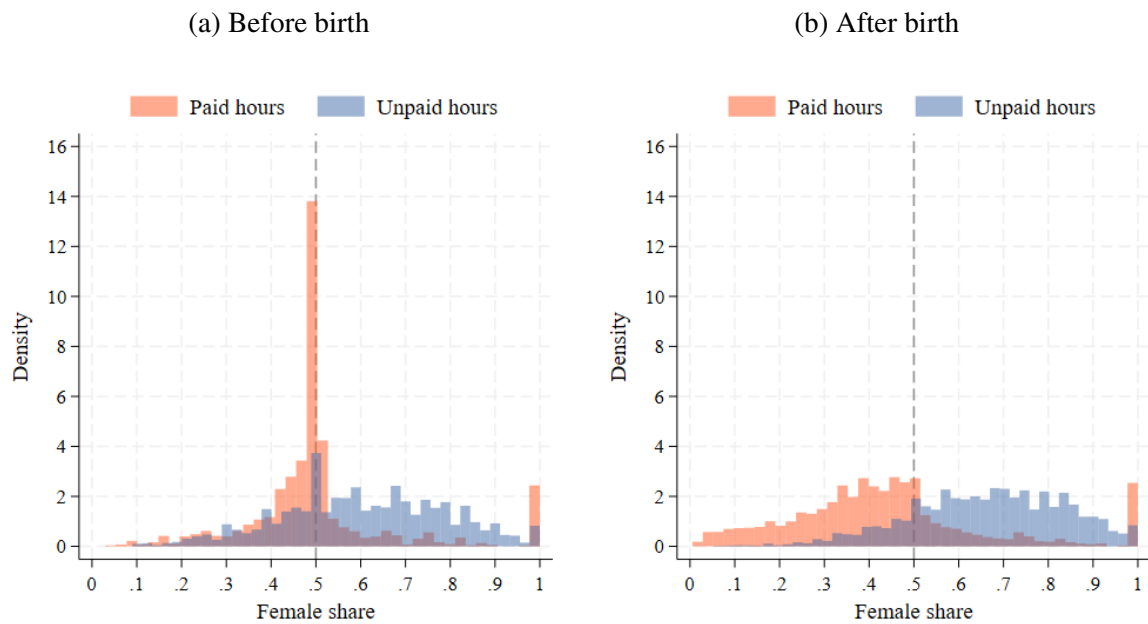 (a) Before birth
Paid hours
Unpaid hours
Density
16
14
12
10
8
6
4
2
0
0 .1 .2 .3 .4 .5 .6 .7 .8 .9 1
Female share
(b) After birth
Paid hours
Unpaid hours
Density
16
14
12
10
8
6
4
2
0
0 .1 .2 .3 .4 .5 .6 .7 .8 .9 1
Female share